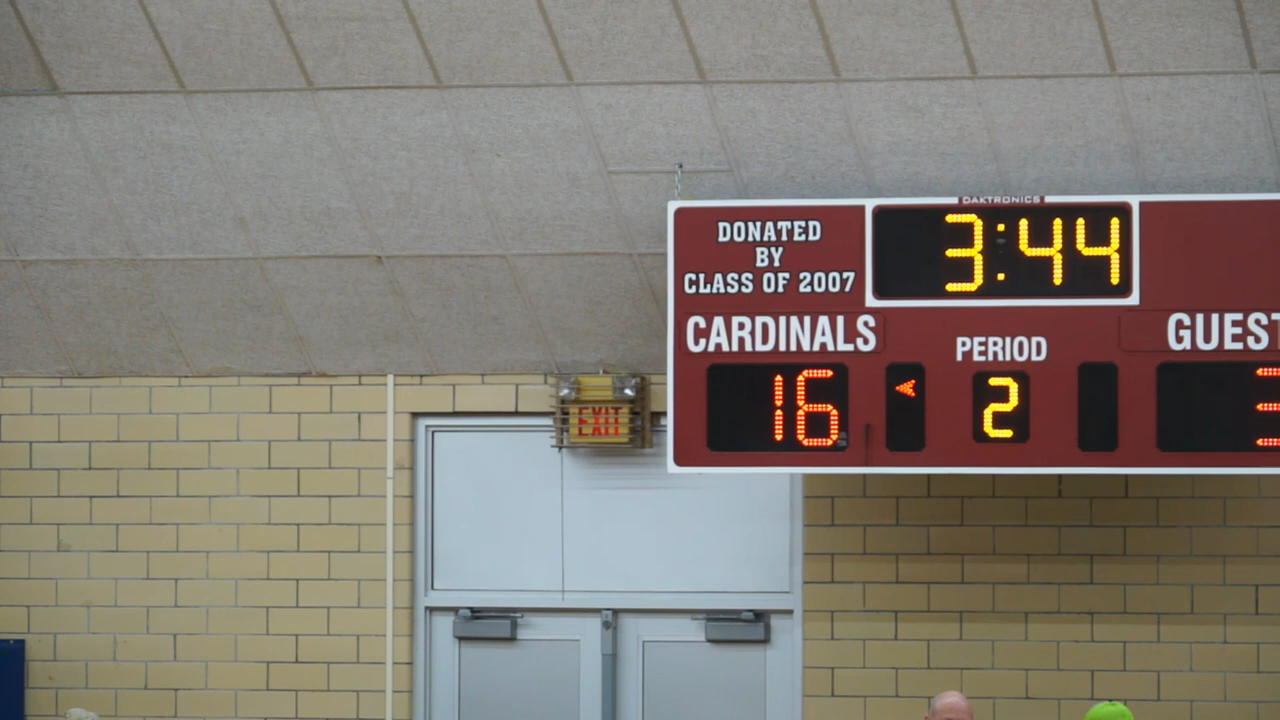 DAKTRONICS
DONATED
BY
CLASS OF 2007
3:44
CARDINALS
PERIOD
GUEST
16
2
EXIT